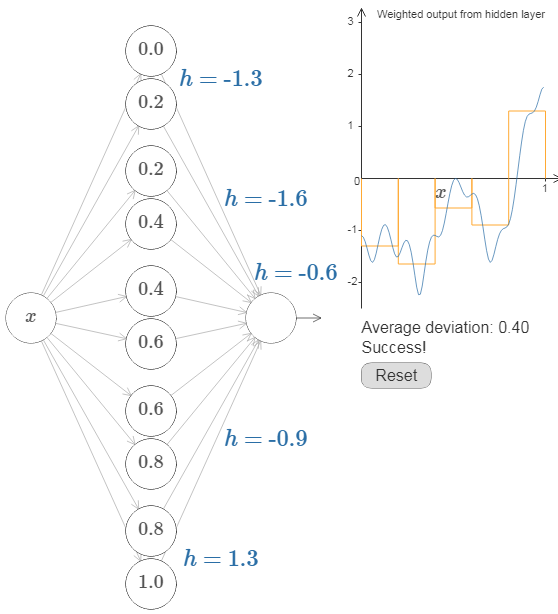 0.0
h = -1.3
0.2
0.2
h = -1.6
0.4
h = -0.6
0.4
x
0.6
0.6
h = -0.9
0.8
0.8
h = 1.3
1.0
Weighted output from hidden layer
3
2
1
0
x
1
-1
-2
Average deviation: 0.40
Success!
Reset